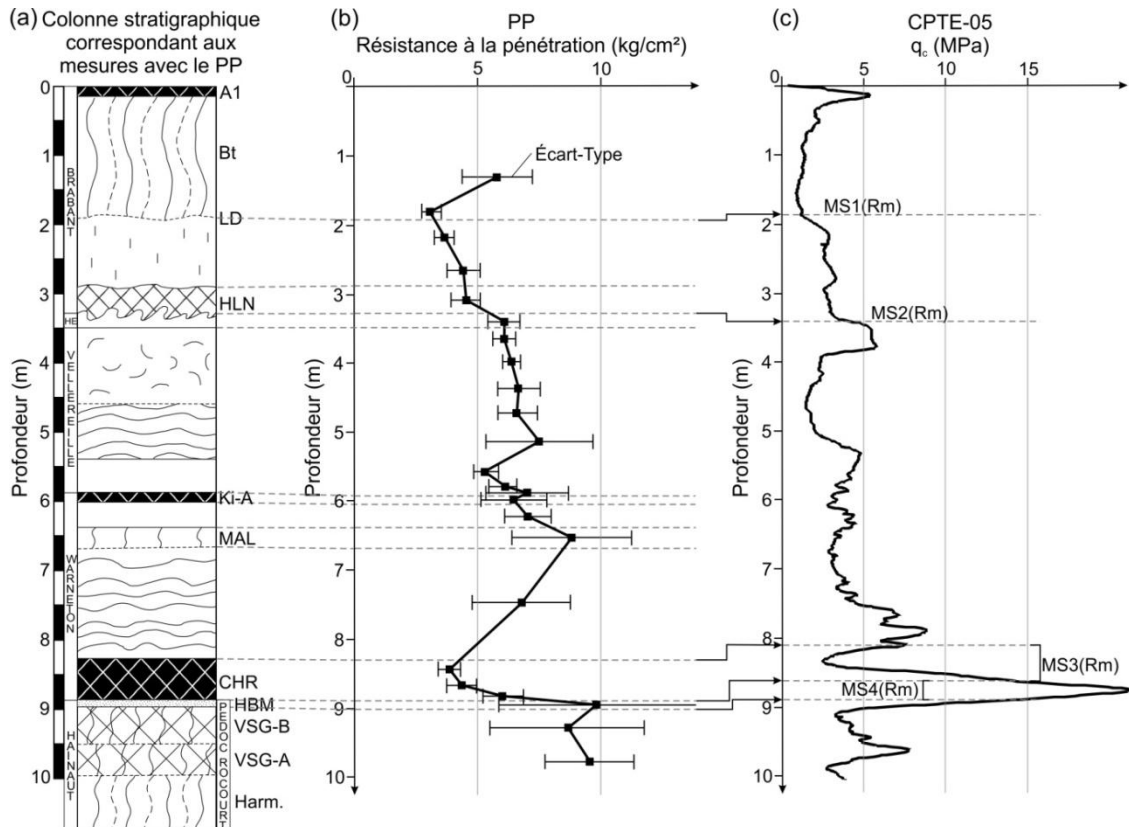 (a) Colonne stratigraphique
correspondant aux
mesures avec le PP
Profondeur (m)
0
1
2
3
4
5
6
7
8
9
10
BRABANT
HE
VELLEREILLE
WARNETON
HAINAUT
PEDOC ROCOURT
A1
Bt
LD
HLN
Ki-A
MAL
CHR
HBM
VSG-B
VSG-A
Harm.
(b) PP
Résistance à la pénétration (kg/cm²)
0 5 10
Écart-Type
Profondeur (m)
1
2
3
4
5
6
7
8
9
10
(c) CPTE-05
qc (MPa)
0 5 10 15
Profondeur (m)
1
2
3
4
5
6
7
8
9
10
MS1(Rm)
MS2(Rm)
MS3(Rm)
MS4(Rm)